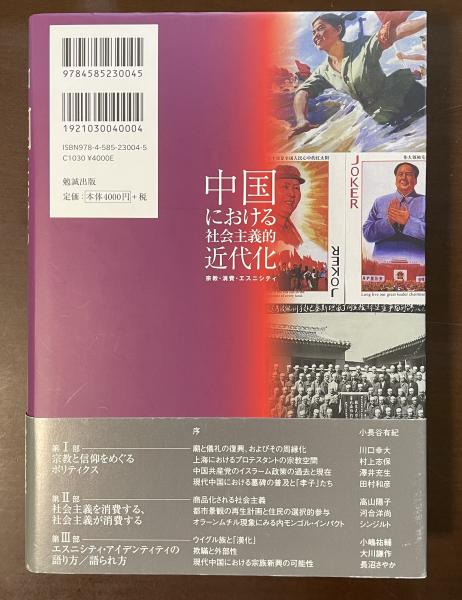 9784585230045
1921030040004
ISBN978-4-585-23004-5
C1030 ¥4000E
勉誠出版
定価:本体4000円+税
中国
における
社会主義的
近代化
宗教・消費・エスニシティ
JOKER
JOKER
Long live our great leader chairman
序
小長谷有紀
第Ⅰ部
宗教と信仰をめぐる
ポリティクス
廟と儀礼の復興、およびその周縁化
川口幸大
上海におけるプロテスタントの宗教空間
村上志保
中国共産党のイスラーム政策の過去と現在
澤井充生
現代中国における墓碑の普及と「孝子」たち
田村和彦
第Ⅱ部
社会主義を消費する、
社会主義が消費する
商品化される社会主義
高山陽子
都市景観の再生計画と住民の選択的参与
河合洋尚
オラーンムチル現象にみる内モンゴル・インパクト
シンジルト
第Ⅲ部
エスニシティ・アイデンティティの
語り方/語られ方
ウイグル族と「漢化」
小嶋祐輔
欺瞞と外部性
大川謙作
現代中国における宗族新興の可能性
長沼さやか